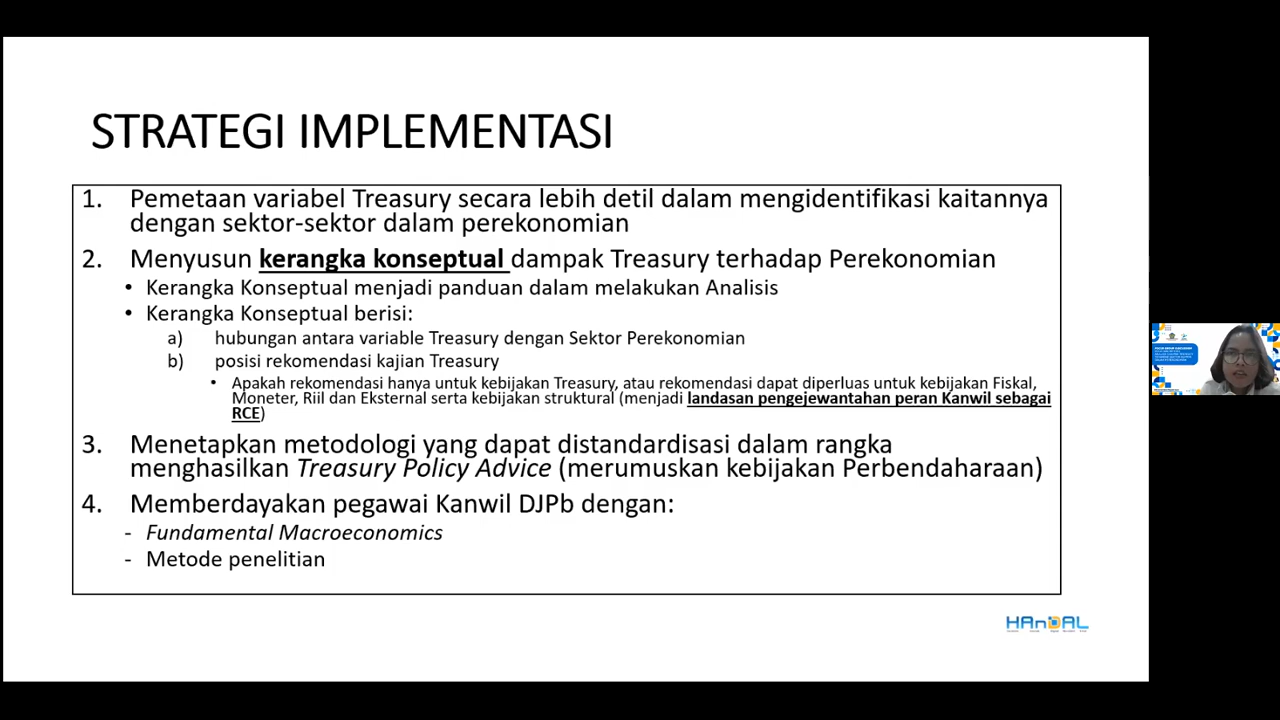 STRATEGI IMPLEMENTASI
1. Pemetaan variabel Treasury secara lebih detil dalam mengidentifikasi kaitannya
dengan sektor-sektor dalam perekonomian
2. Menyusun kerangka konseptual dampak Treasury terhadap Perekonomian
• Kerangka Konseptual menjadi panduan dalam melakukan Analisis
• Kerangka Konseptual berisi:
a) hubungan antara variable Treasury dengan Sektor Perekonomian
b) posisi rekomendasi kajian Treasury
• Apakah rekomendasi hanya untuk kebijakan Treasury, atau rekomendasi dapat diperluas untuk kebijakan Fiskal,
Moneter, Riil dan Eksternal serta kebijakan struktural (menjadi landasan pengejewantahan peran Kanwil sebagai
RCE)
3. Menetapkan metodologi yang dapat distandardisasi dalam rangka
menghasilkan Treasury Policy Advice (merumuskan kebijakan Perbendaharaan)
4. Memberdayakan pegawai Kanwil DJPb dengan:
- Fundamental Macroeconomics
- Metode penelitian
HAnDAL